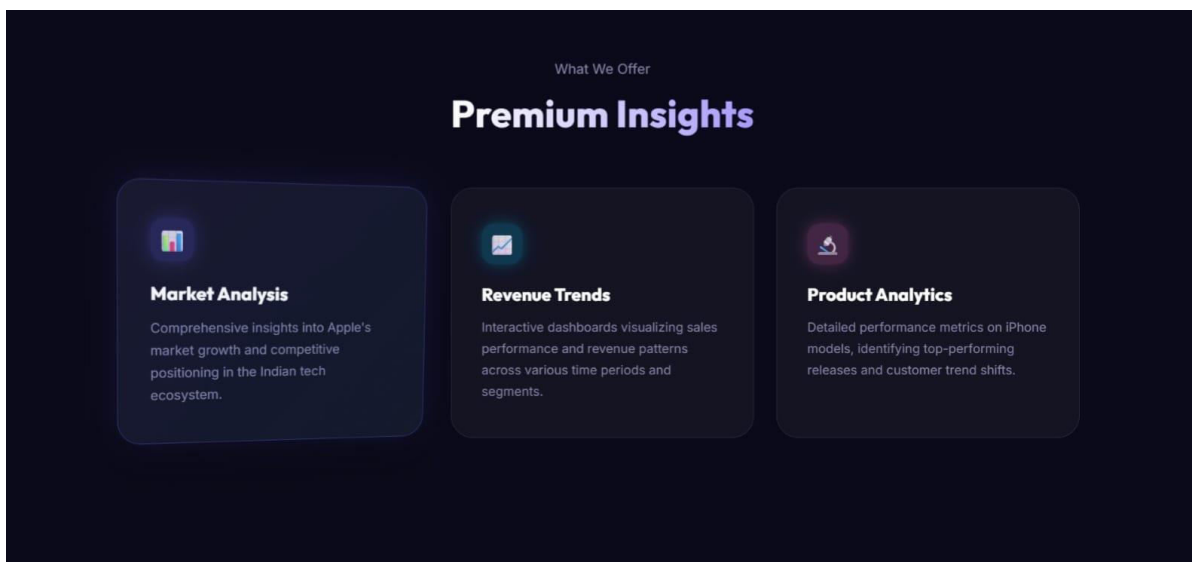 What We Offer
Premium Insights
Market Analysis
Comprehensive insights into Apple's
market growth and competitive
positioning in the Indian tech
ecosystem.
Revenue Trends
Interactive dashboards visualizing sales
performance and revenue patterns
across various time periods and
segments.
Product Analytics
Detailed performance metrics on iPhone
models, identifying top-performing
releases and customer trend shifts.